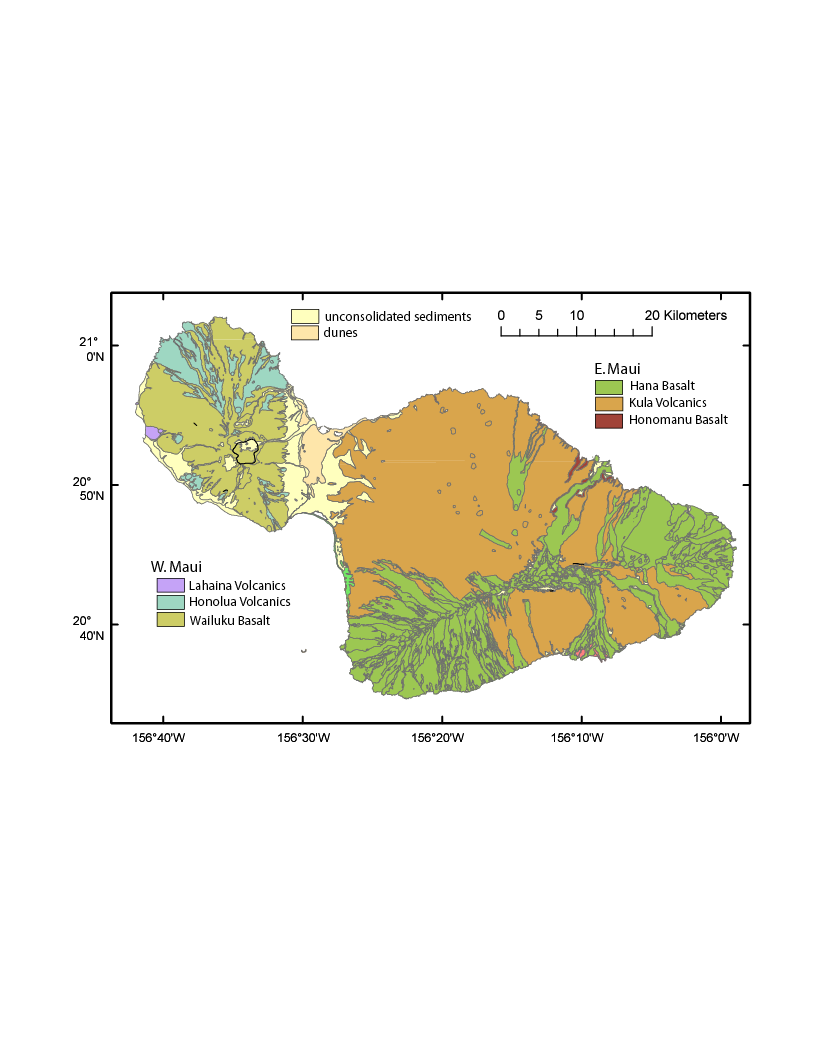 unconsolidated sediments
dunes
0 5 10 20 Kilometers
21°
0'N
E. Maui
Hana Basalt
Kula Volcanics
Honomanu Basalt
20°
50'N
W. Maui
Lahaina Volcanics
Honolua Volcanics
Wailuku Basalt
20°
40'N
156°40'W 156°30'W 156°20'W 156°10'W 156°0'W